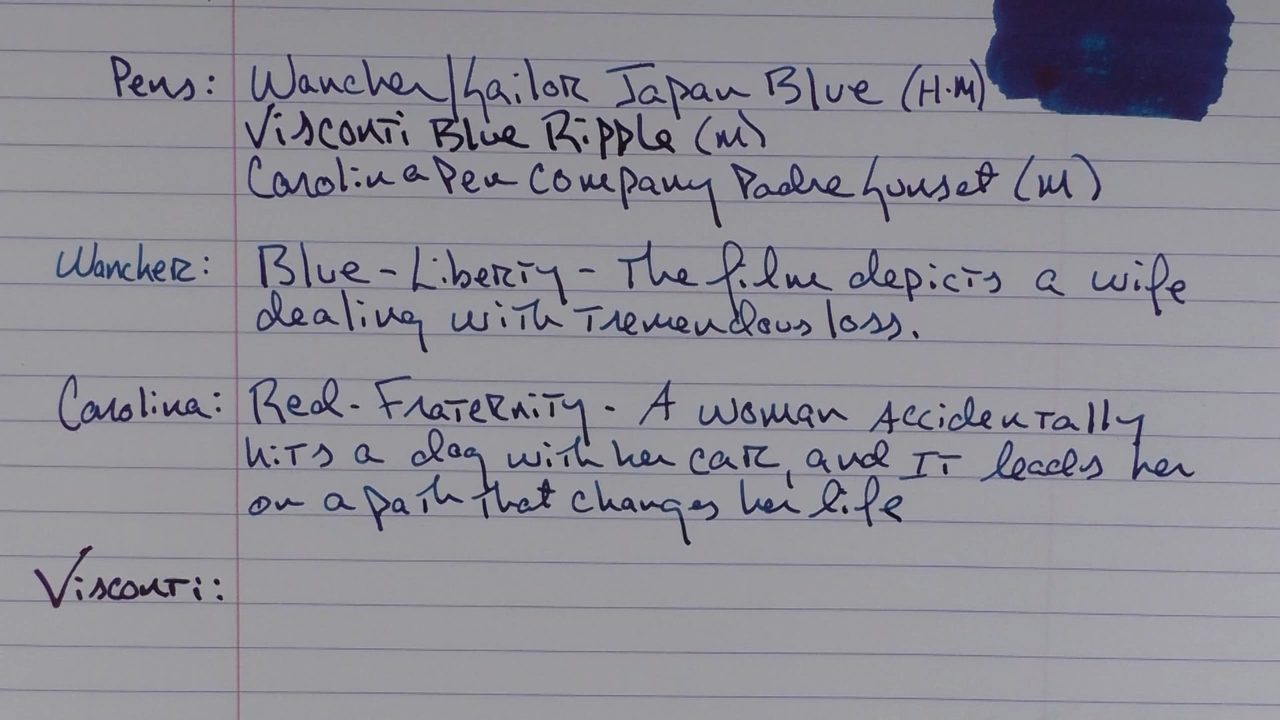 Pens: Wancher/Sailor Japan Blue (H·M)
Visconti Blue Ripple (M)
Carolina Pen Company Padre Sunset (M)
Wancher: Blue - Liberty - The film depicts a wife
dealing with tremendous loss.
Carolina: Red - Fraternity - A woman accidentally
hits a dog with her car, and it leads her
on a path that changes her life
Visconti: